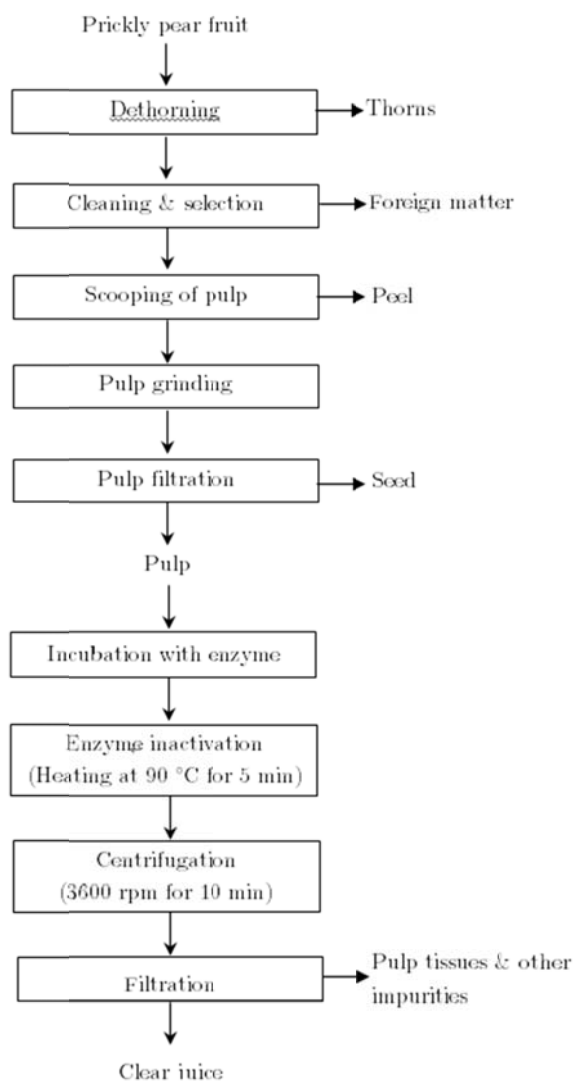 Prickly pear fruit
Dethorning
Thorns
Cleaning & selection
Foreign matter
Scooping of pulp
Peel
Pulp grinding
Pulp filtration
Seed
Pulp
Incubation with enzyme
Enzyme inactivation
(Heating at 90 °C for 5 min)
Centrifugation
(3600 rpm for 10 min)
Filtration
Pulp tissues & other
impurities
Clear juice